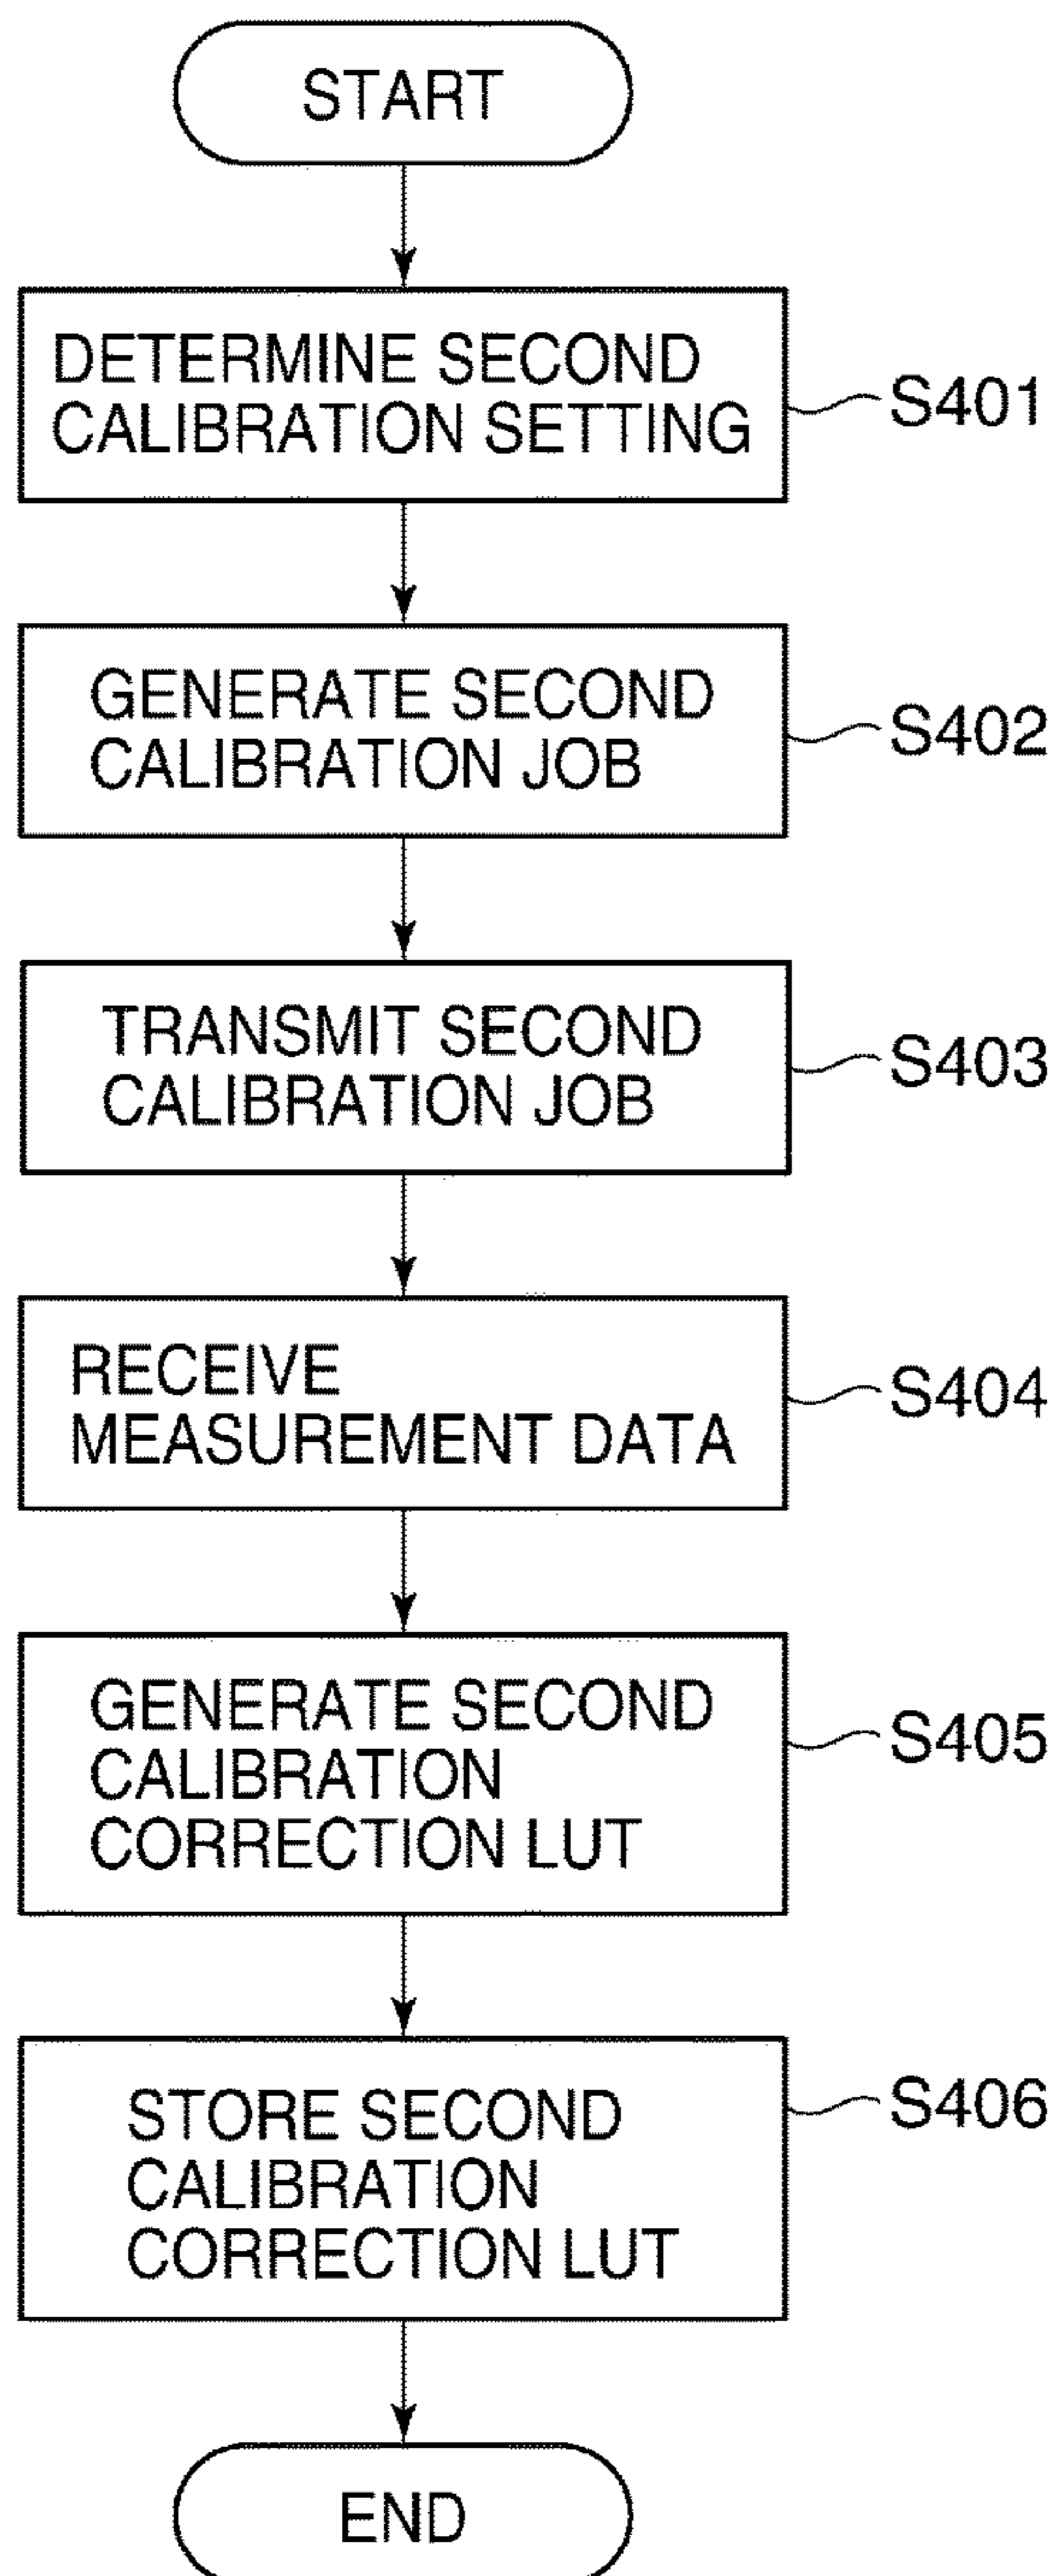 START
DETERMINE SECOND
CALIBRATION SETTING
S401
GENERATE SECOND
CALIBRATION JOB
S402
TRANSMIT SECOND
CALIBRATION JOB
S403
RECEIVE
MEASUREMENT DATA
S404
GENERATE SECOND
CALIBRATION
CORRECTION LUT
S405
STORE SECOND
CALIBRATION
CORRECTION LUT
S406
END